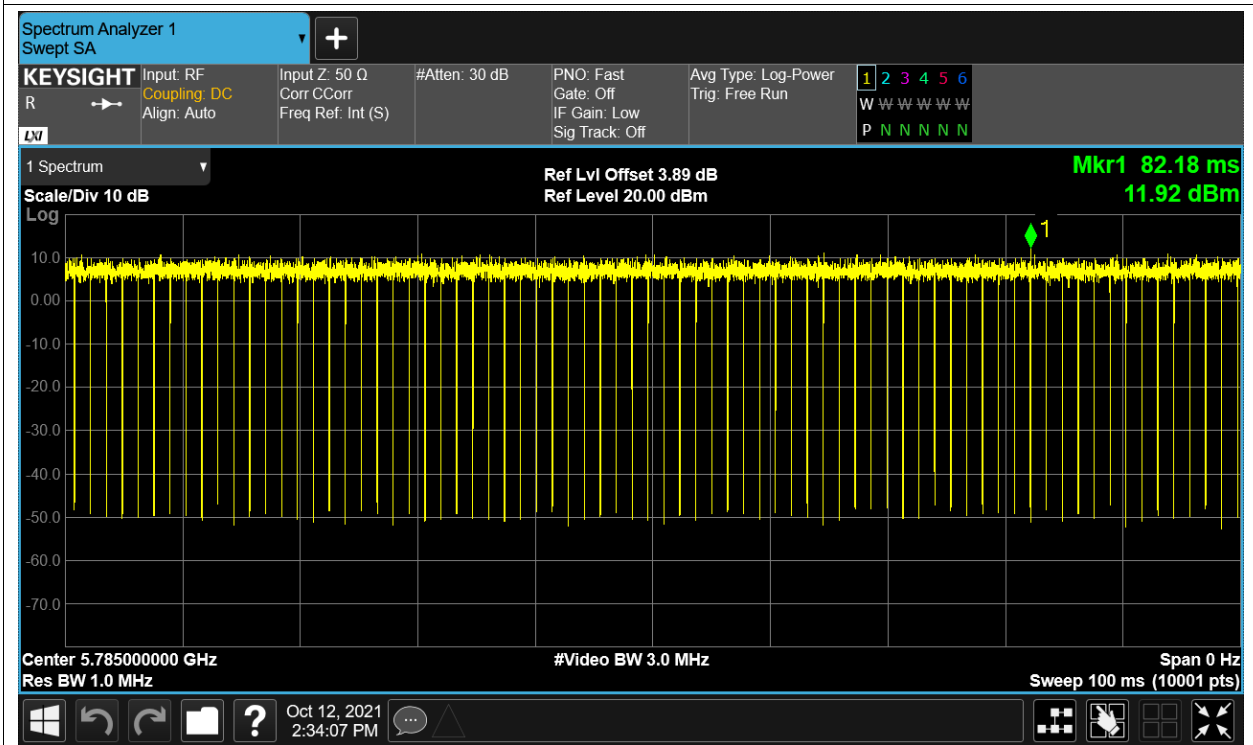 Spectrum Analyzer 1
Swept SA
+
KEYSIGHT
R
LXI
Input: RF
Coupling: DC
Align: Auto
Input Z: 50 Ω
Corr CCorr
Freq Ref: Int (S)
#Atten: 30 dB
PNO: Fast
Gate: Off
IF Gain: Low
Sig Track: Off
Avg Type: Log-Power
Trig: Free Run
1 2 3 4 5 6
W W W W W W
P N N N N N
1 Spectrum
Scale/Div 10 dB
Ref Lvl Offset 3.89 dB
Ref Level 20.00 dBm
Mkr1 82.18 ms
11.92 dBm
Log
1
10.0
0.00
-10.0
-20.0
-30.0
-40.0
-50.0
-60.0
-70.0
Center 5.785000000 GHz
Res BW 1.0 MHz
#Video BW 3.0 MHz
Span 0 Hz
Sweep 100 ms (10001 pts)
?
Oct 12, 2021
2:34:07 PM